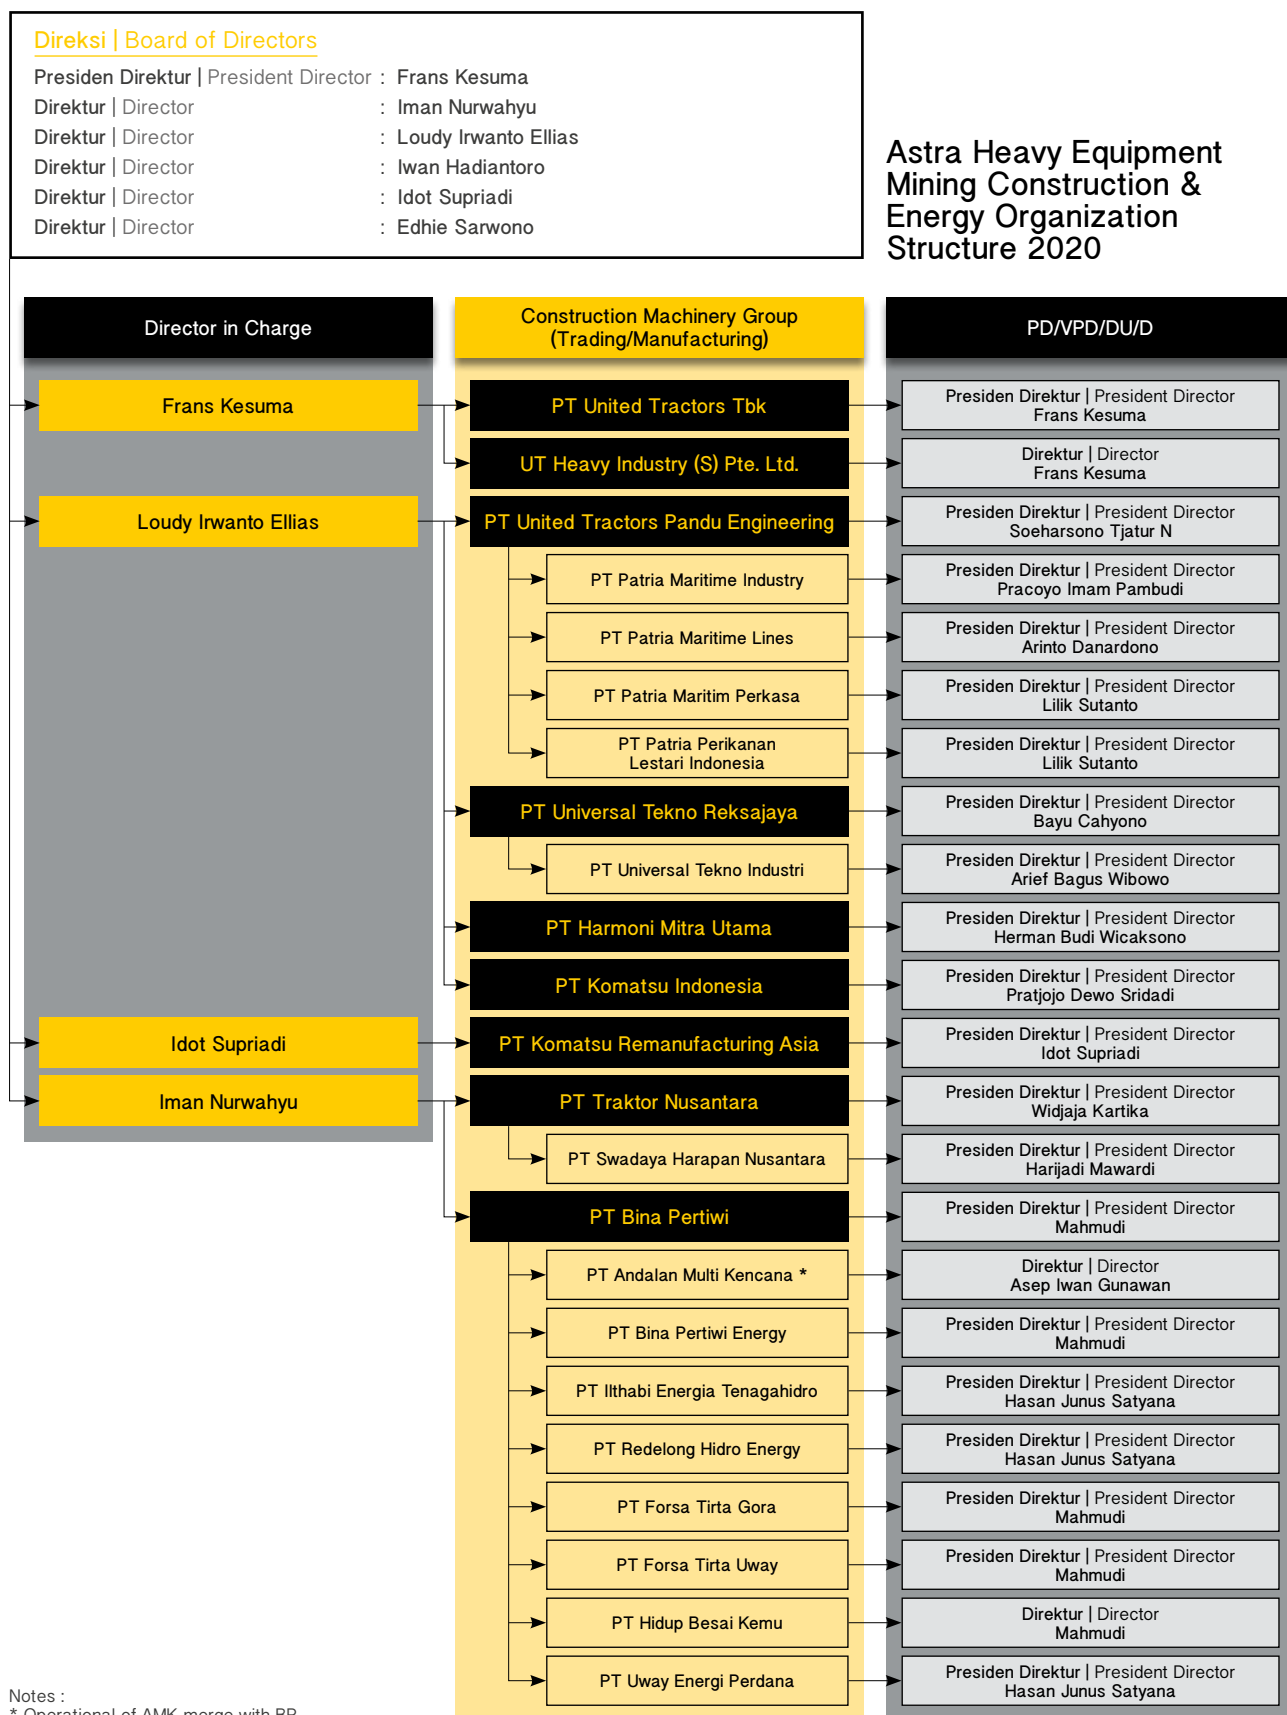 Direksi | Board of Directors
Presiden Direktur | President Director : Frans Kesuma
Direktur | Director : Iman Nurwahyu
Direktur | Director : Loudy Irwanto Ellias
Direktur | Director : Iwan Hadiantoro
Direktur | Director : Idot Supriadi
Direktur | Director : Edhie Sarwono
Astra Heavy Equipment
Mining Construction &
Energy Organization
Structure 2020
Director in Charge
Construction Machinery Group
(Trading/Manufacturing)
PD/VPD/DU/D
Frans Kesuma
PT United Tractors Tbk
Presiden Direktur | President Director
Frans Kesuma
UT Heavy Industry (S) Pte. Ltd.
Direktur | Director
Frans Kesuma
Loudy Irwanto Ellias
PT United Tractors Pandu Engineering
Presiden Direktur | President Director
Soeharsono Tjatur N
PT Patria Maritime Industry
Presiden Direktur | President Director
Pracoyo Imam Pambudi
PT Patria Maritime Lines
Presiden Direktur | President Director
Arinto Danardono
PT Patria Maritim Perkasa
Presiden Direktur | President Director
Lilik Sutanto
PT Patria Perikanan
Lestari Indonesia
Presiden Direktur | President Director
Lilik Sutanto
PT Universal Tekno Reksajaya
Presiden Direktur | President Director
Bayu Cahyono
PT Universal Tekno Industri
Presiden Direktur | President Director
Arief Bagus Wibowo
PT Harmoni Mitra Utama
Presiden Direktur | President Director
Herman Budi Wicaksono
PT Komatsu Indonesia
Presiden Direktur | President Director
Pratjojo Dewo Sridadi
Idot Supriadi
PT Komatsu Remanufacturing Asia
Presiden Direktur | President Director
Idot Supriadi
Iman Nurwahyu
PT Traktor Nusantara
Presiden Direktur | President Director
Widjaja Kartika
PT Swadaya Harapan Nusantara
Presiden Direktur | President Director
Harijadi Mawardi
PT Bina Pertiwi
Presiden Direktur | President Director
Mahmudi
PT Andalan Multi Kencana *
Direktur | Director
Asep Iwan Gunawan
PT Bina Pertiwi Energy
Presiden Direktur | President Director
Mahmudi
PT Ilthabi Energia Tenagahidro
Presiden Direktur | President Director
Hasan Junus Satyana
PT Redelong Hidro Energy
Presiden Direktur | President Director
Hasan Junus Satyana
PT Forsa Tirta Gora
Presiden Direktur | President Director
Mahmudi
PT Forsa Tirta Uway
Presiden Direktur | President Director
Mahmudi
PT Hidup Besai Kemu
Direktur | Director
Mahmudi
PT Uway Energi Perdana
Presiden Direktur | President Director
Hasan Junus Satyana
Notes :
* Operational of AMK merge with BP